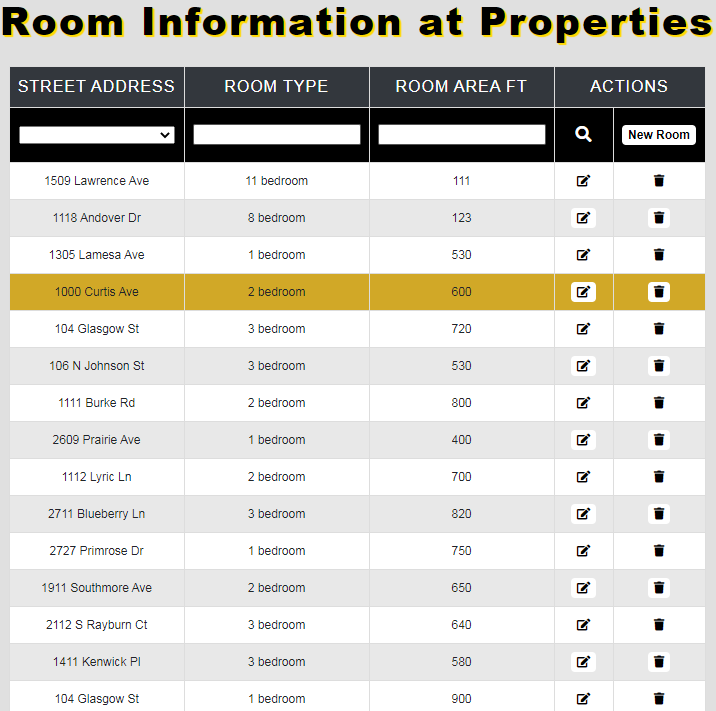 Room Information at Properties
STREET ADDRESS ROOM TYPE ROOM AREA FT ACTIONS
New Room
1509 Lawrence Ave 11 bedroom 111
1118 Andover Dr 8 bedroom 123
1305 Lamesa Ave 1 bedroom 530
1000 Curtis Ave 2 bedroom 600
104 Glasgow St 3 bedroom 720
106 N Johnson St 3 bedroom 530
1111 Burke Rd 2 bedroom 800
2609 Prairie Ave 1 bedroom 400
1112 Lyric Ln 2 bedroom 700
2711 Blueberry Ln 3 bedroom 820
2727 Primrose Dr 1 bedroom 750
1911 Southmore Ave 2 bedroom 650
2112 S Rayburn Ct 3 bedroom 640
1411 Kenwick Pl 3 bedroom 580
104 Glasgow St 1 bedroom 900